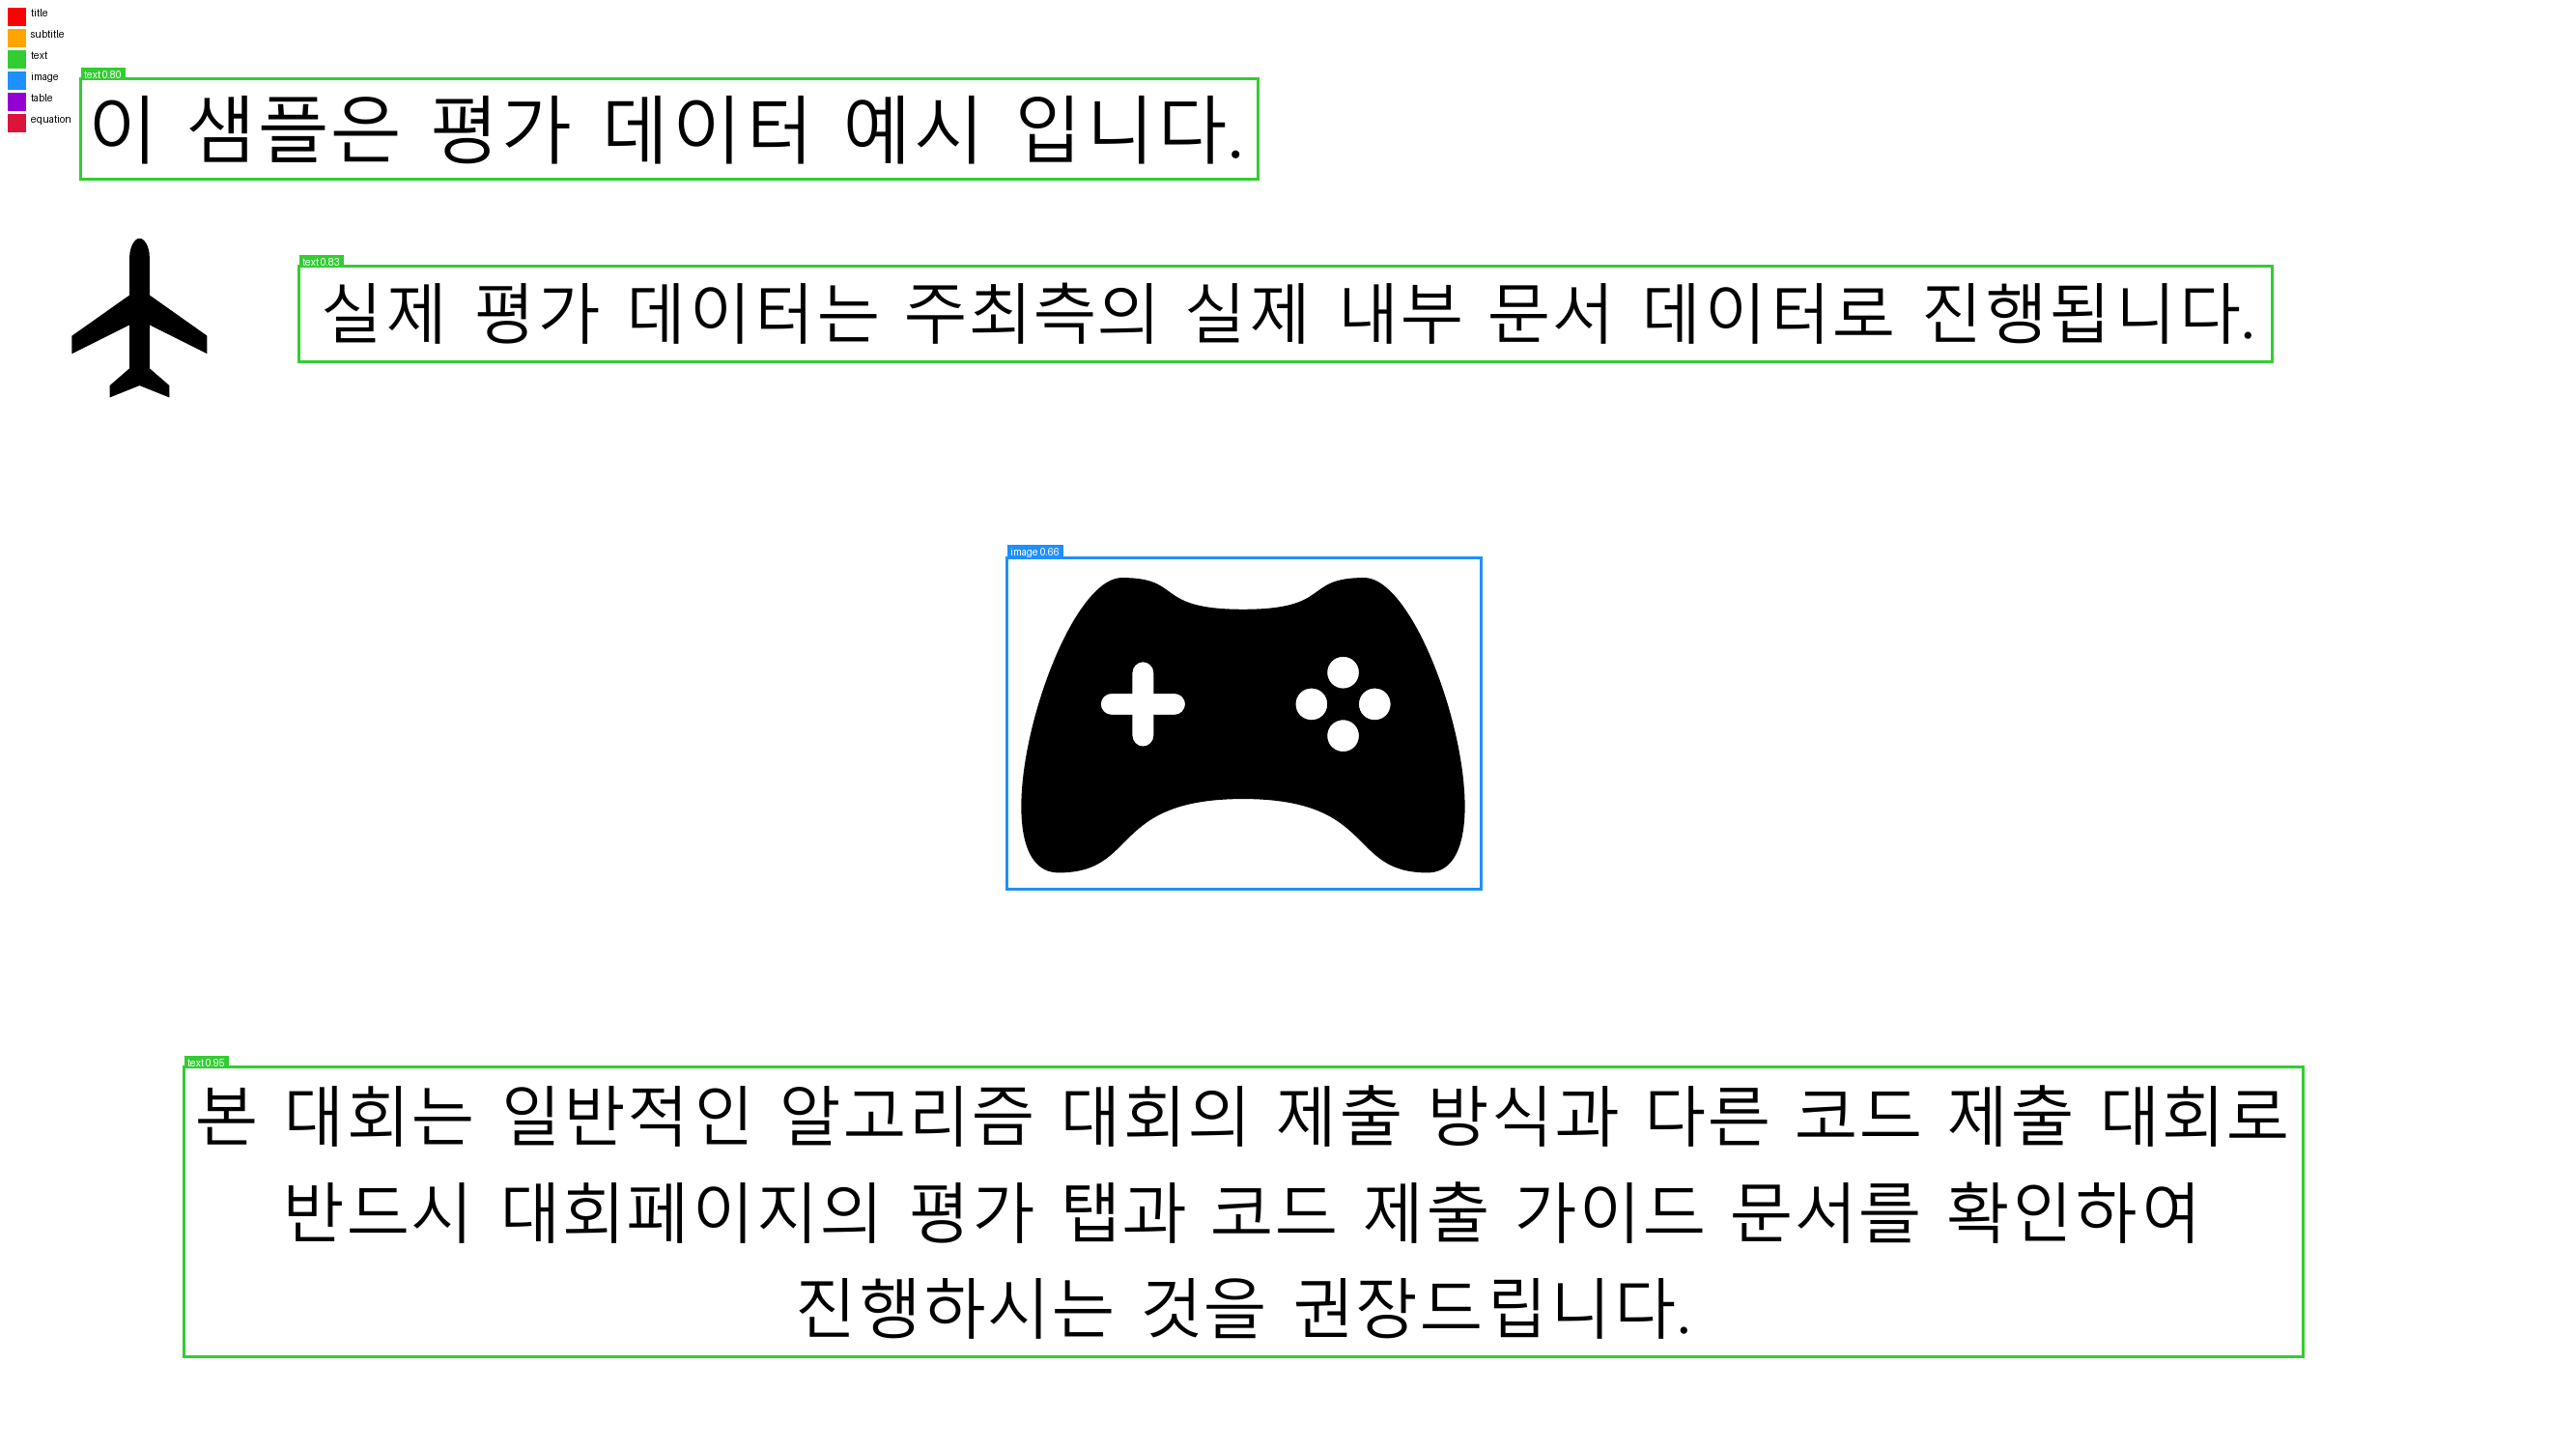 title
subtitle
text
image
table
equation
text 0.80
이 샘플은 평가 데이터 예시 입니다.
text 0.83
실제 평가 데이터는 주최측의 실제 내부 문서 데이터로 진행됩니다.
image 0.66
text 0.95
본 대회는 일반적인 알고리즘 대회의 제출 방식과 다른 코드 제출 대회로
반드시 대회페이지의 평가 탭과 코드 제출 가이드 문서를 확인하여
진행하시는 것을 권장드립니다.